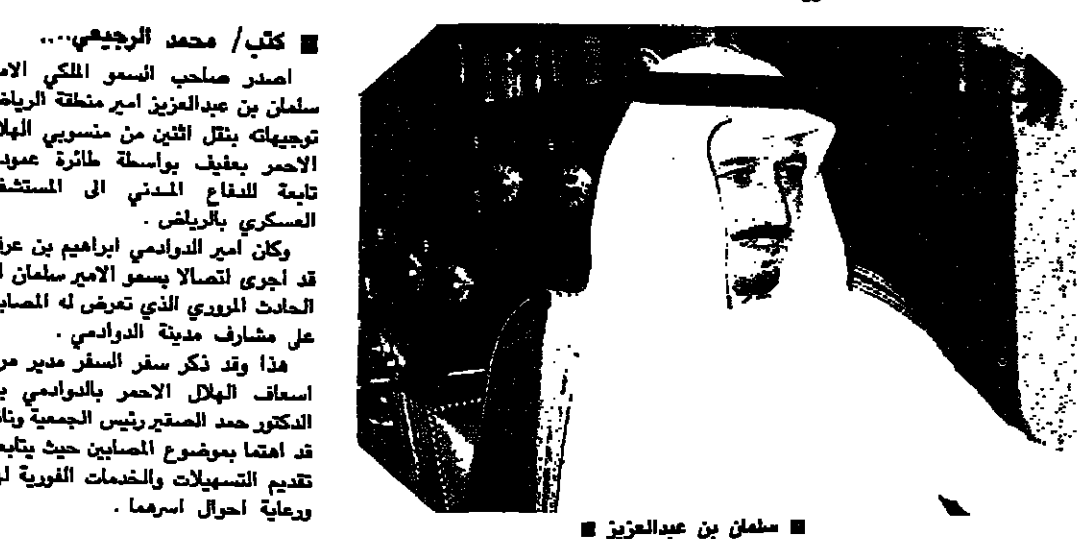 ■ كتب/ محمد الرجيعي....
اصدر صاحب السمو الملكي الام
سلمان بن عبدالعزيز امير منطقة الرياض
توجيهاته بنقل اثنين من منسوبي الهلا
الاحمر بعفيف بواسطة طائرة عمود
تابعة للدفاع المدني الى المستشف
العسكري بالرياض .
وكان امير الدوادمي ابراهيم بن عرف
قد اجرى اتصالا بسمو الامير سلمان ا
الحادث المروري الذي تعرض له المصاب
على مشارف مدينة الدوادمي .
هذا وقد ذكر سفر السفر مدير مر
اسعاف الهلال الاحمر بالدوادمي ب
الدكتور حمد الصقير رئيس الجمعية ونائ
قد اهتما بموضوع المصابين حيث يتابع
تقديم التسهيلات والخدمات الفورية ل
ورعاية احوال اسرهما .
■ سلمان بن عبدالعزيز ■